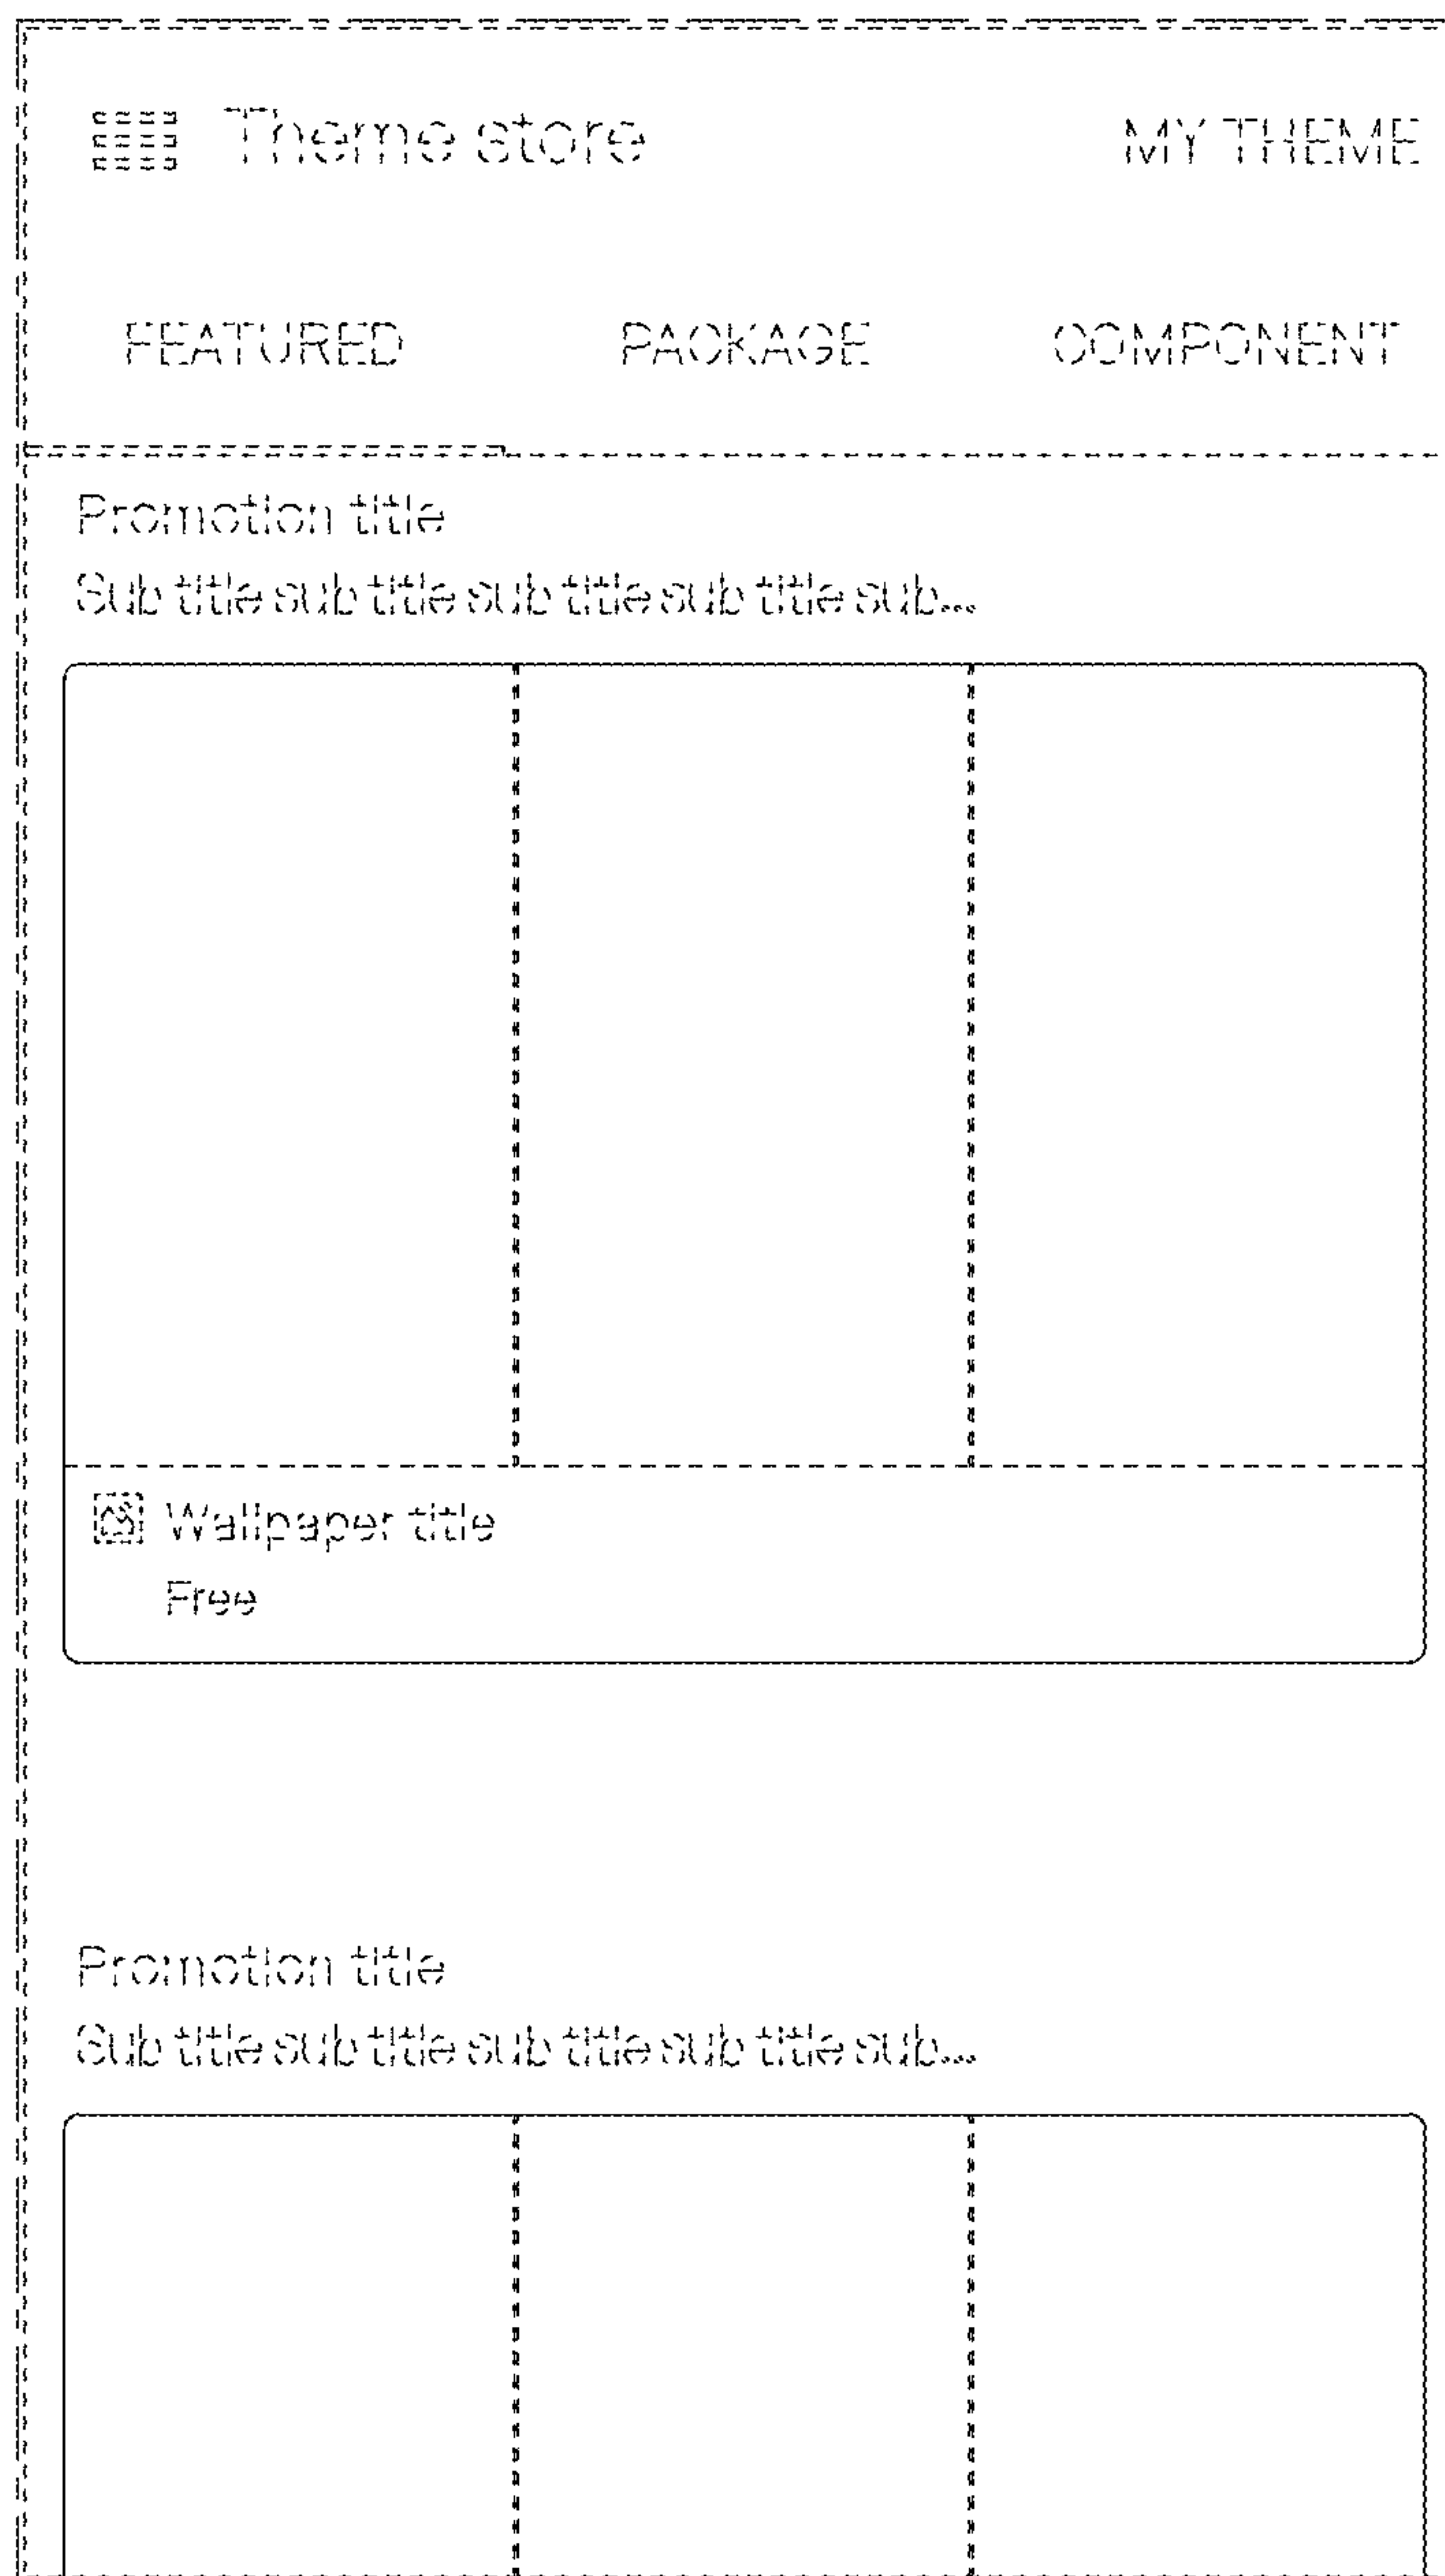 Theme store
MY THEME
FEATURED PACKAGE COMPONENT
Promotion title
Sub title sub title sub title sub title sub...
Wallpaper title
Free
Promotion title
Sub title sub title sub title sub title sub...